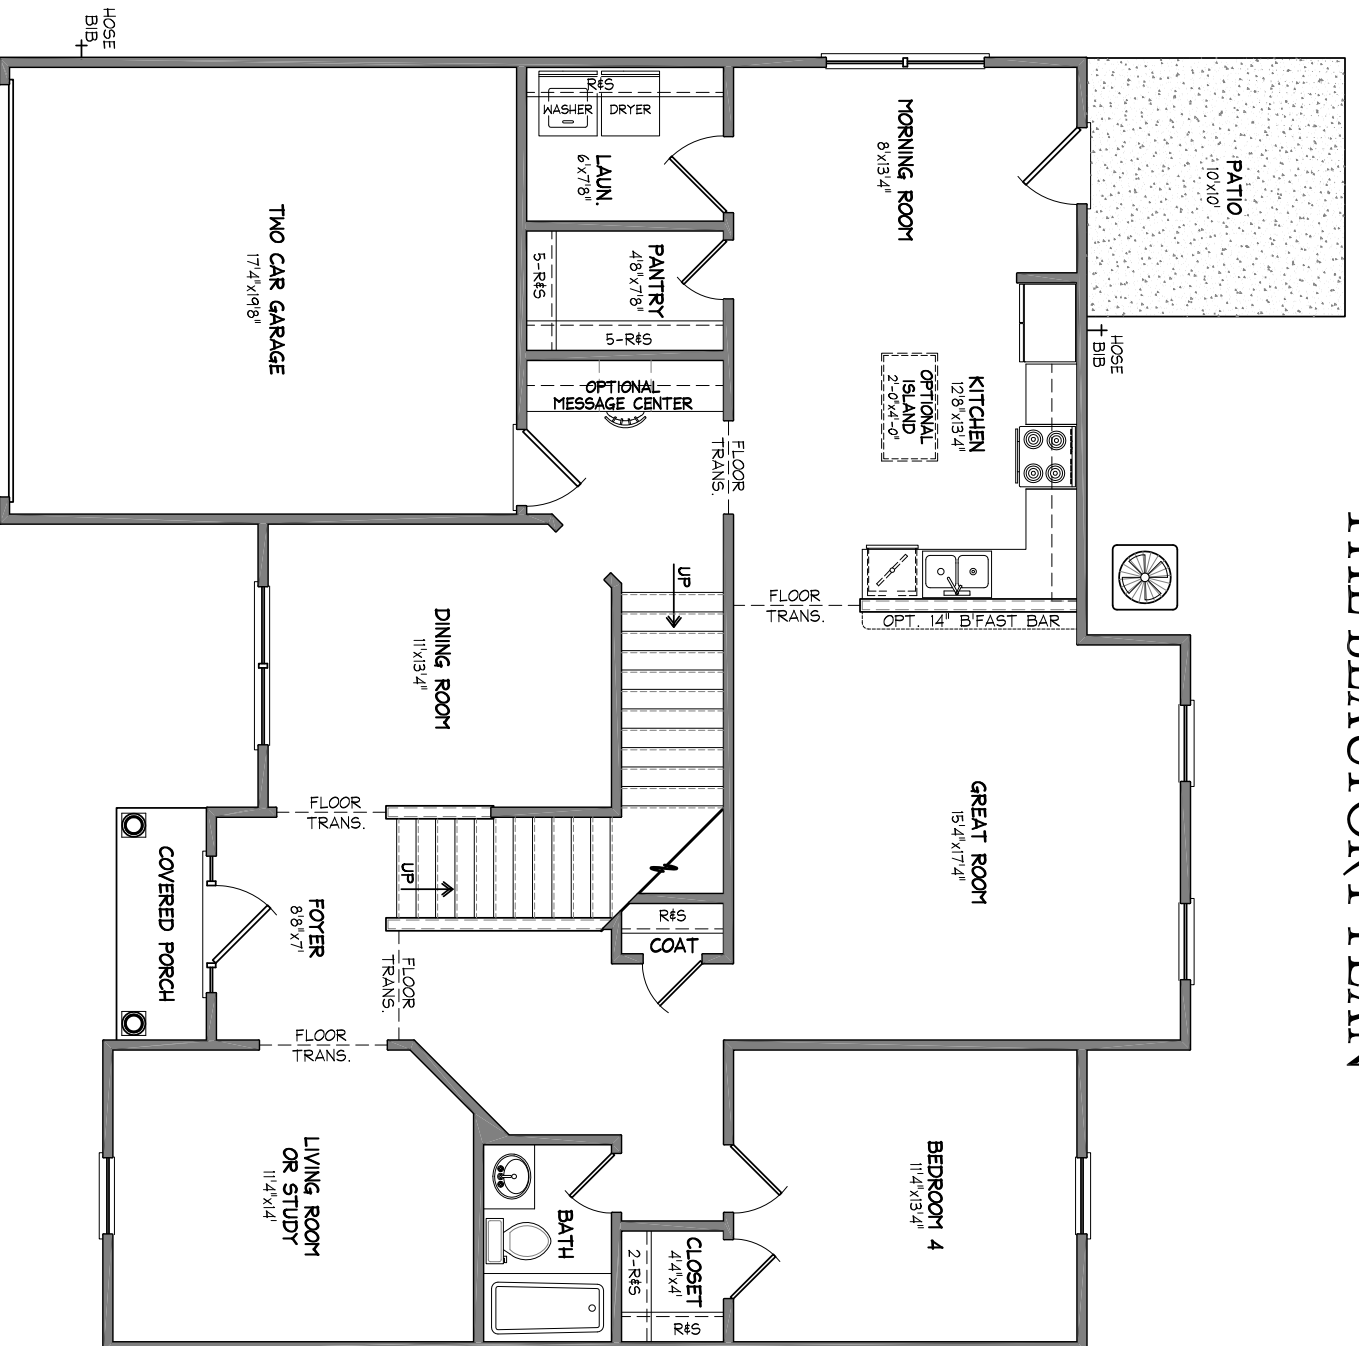 HOSE
BIB
R&S
WASHER
DRYER
LAUN.
6'x7'8"
MORNING ROOM
8'x13'4"
PATIO
10'x10'
TWO CAR GARAGE
17'4"x19'8"
PANTRY
4'8"x7'8"
5-R&S
5-R&S
HOSE
BIB
OPTIONAL
MESSAGE CENTER
KITCHEN
12'8"x13'4"
OPTIONAL
ISLAND
2'-0"x4'-0"
FLOOR
TRANS.
UP
FLOOR
TRANS.
OPT. 14" B'FAST BAR
DINING ROOM
11'x13'4"
GREAT ROOM
15'4"x17'4"
FLOOR
TRANS.
UP
COVERED PORCH
FOYER
8'8"x7'
R&S
COAT
FLOOR
TRANS.
FLOOR
TRANS.
LIVING ROOM
OR STUDY
11'4"x14'
BATH
CLOSET
4'4"x4'
2-R&S
R&S
BEDROOM 4
11'4"x13'4"